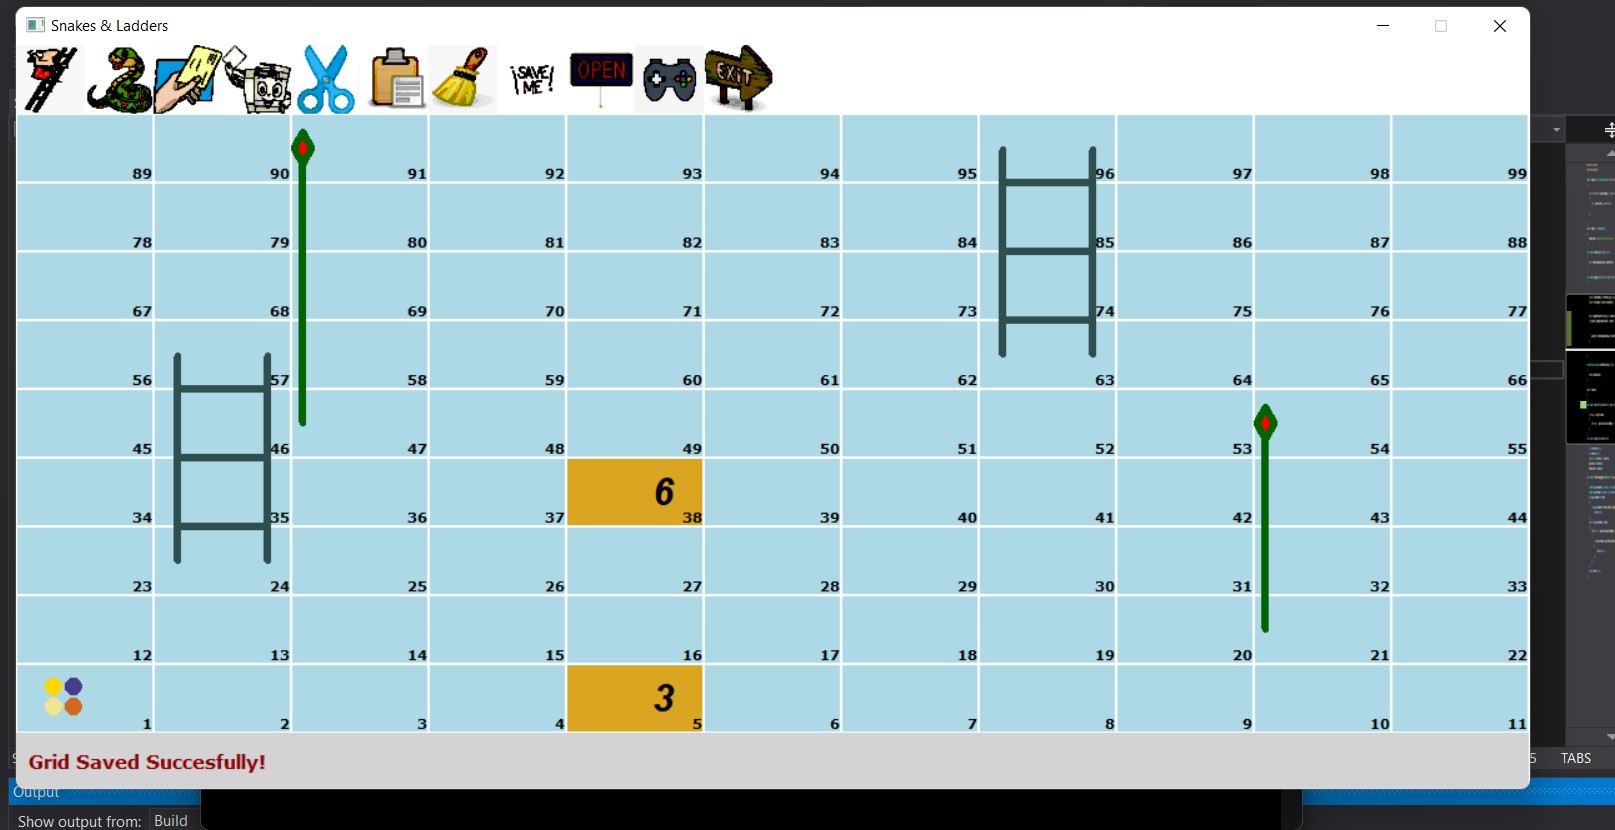 Snakes & Ladders
¡SAVE ME!
OPEN
EXIT
89 90 91 92 93 94 95 96 97 98 99
78 79 80 81 82 83 84 85 86 87 88
67 68 69 70 71 72 73 74 75 76 77
56 57 58 59 60 61 62 63 64 65 66
45 46 47 48 49 50 51 52 53 54 55
6
34 35 36 37 38 39 40 41 42 43 44
23 24 25 26 27 28 29 30 31 32 33
12 13 14 15 16 17 18 19 20 21 22
3
1 2 3 4 5 6 7 8 9 10 11
Grid Saved Succesfully!
5 TABS
Output
Show output from: Build